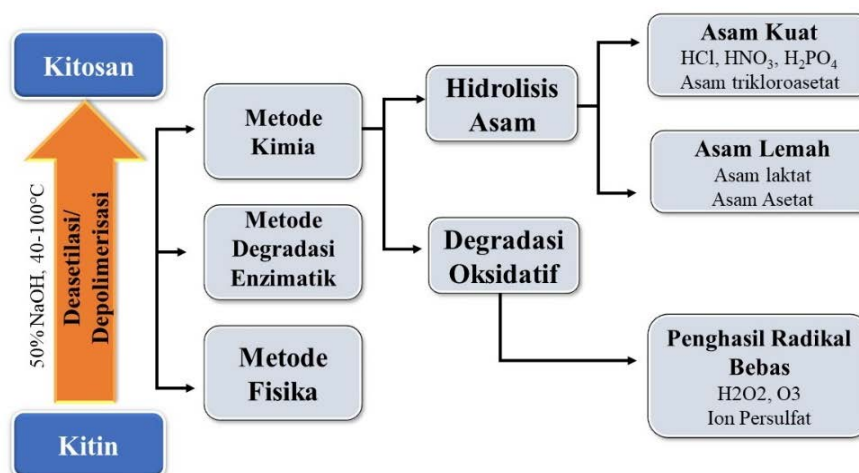 Kitosan
50% NaOH, 40-100℃
Deasetilasi/
Depolimerisasi
Kitin
Metode
Kimia
Metode
Degradasi
Enzimatik
Metode
Fisika
Hidrolisis
Asam
Degradasi
Oksidatif
Asam Kuat
HCl, HNO₃, H₂PO₄
Asam trikloroasetat
Asam Lemah
Asam laktat
Asam Asetat
Penghasil Radikal
Bebas
H2O2, O3
Ion Persulfat